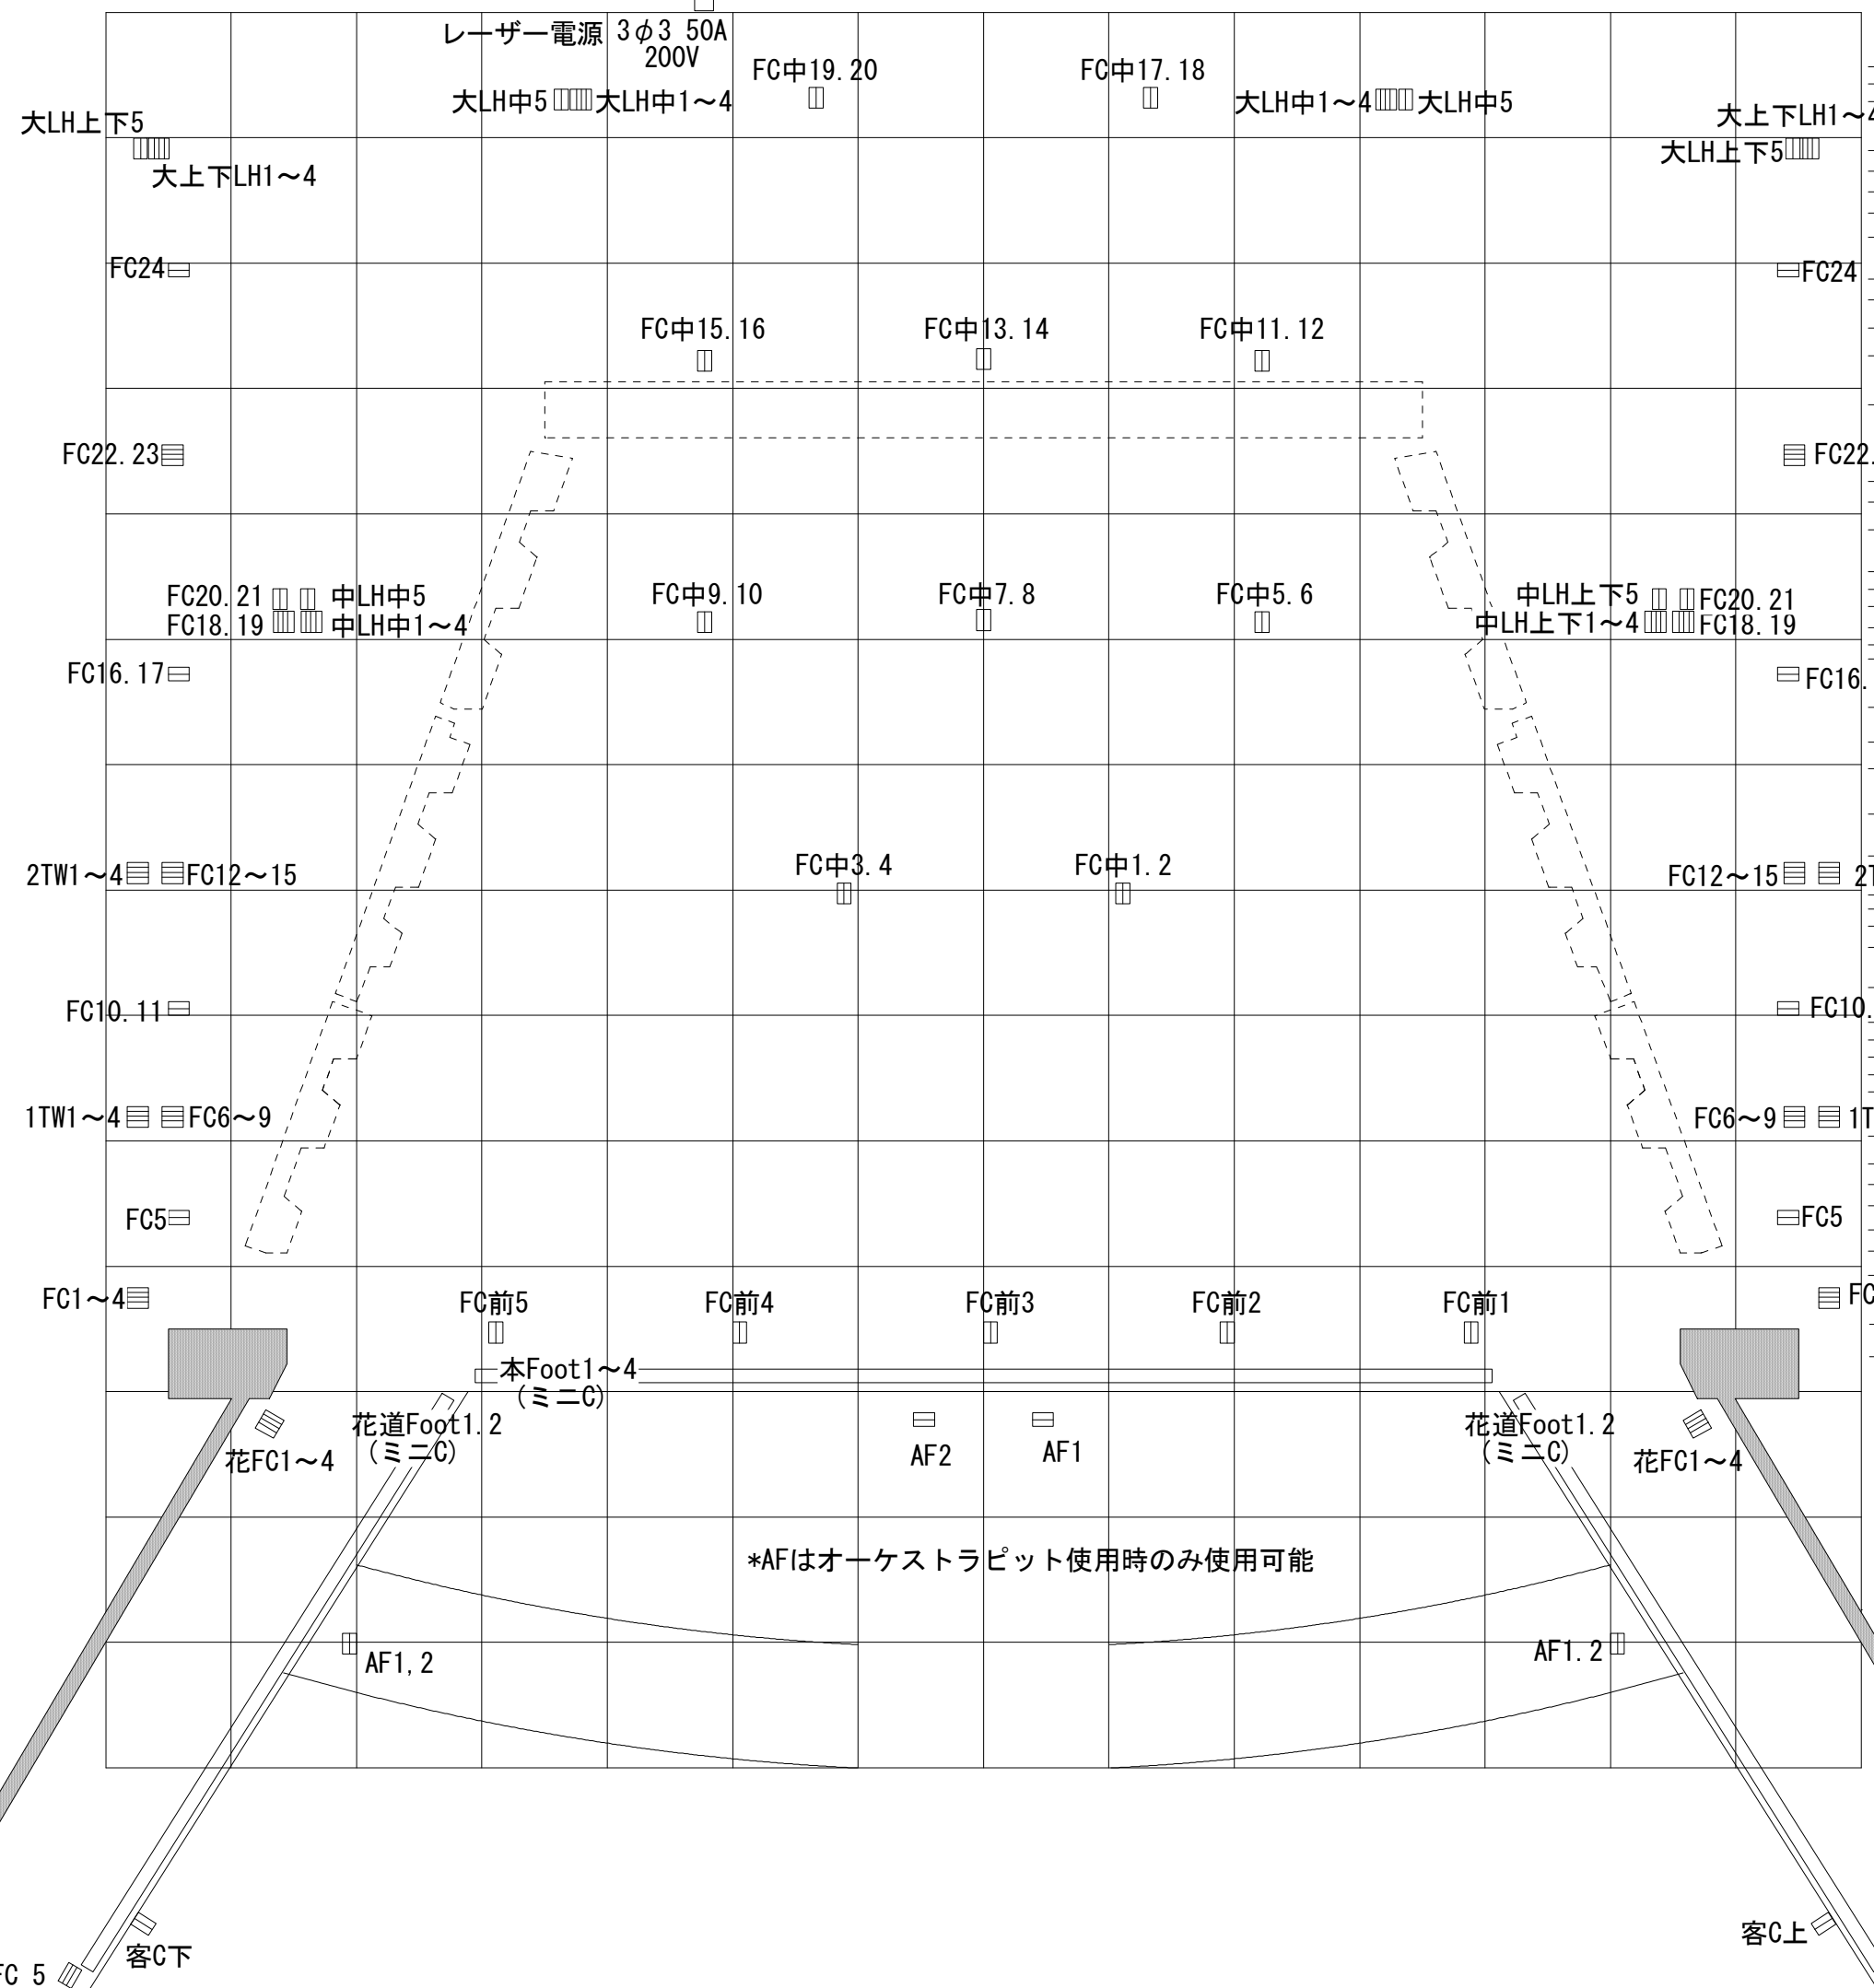 レーザー電源 3φ3 50A
200V
FC中19.20
FC中17.18
大LH中5
大LH中1～4
大LH中1～4
大LH中5
大LH上下5
大上下LH1～4
大上下LH1～4
大LH上下5
FC24
FC24
FC中15.16
FC中13.14
FC中11.12
FC22.23
FC22.
FC20.21
中LH中5
FC18.19
中LH中1～4
FC中9.10
FC中7.8
FC中5.6
中LH上下5
FC20.21
中LH上下1～4
FC18.19
FC16.17
FC16.
2TW1～4
FC12～15
FC中3.4
FC中1.2
FC12～15
2T
FC10.11
FC10.
1TW1～4
FC6～9
FC6～9
1T
FC5
FC5
FC1～4
FC前5
FC前4
FC前3
FC前2
FC前1
FC
本Foot1～4
(ミニC)
花道Foot1.2
(ミニC)
花FC1～4
AF2
AF1
花道Foot1.2
(ミニC)
花FC1～4
*AFはオーケストラピット使用時のみ使用可能
AF1,2
AF1.2
客C下
客C上
FC 5